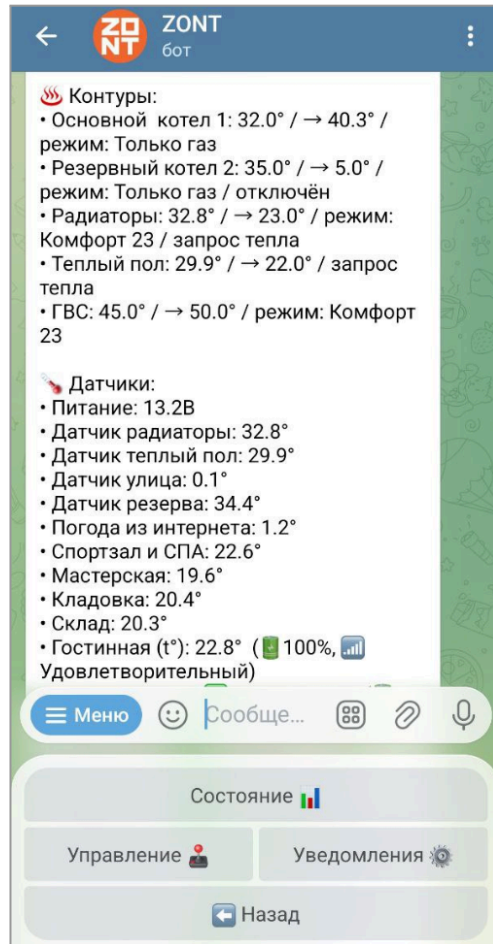 ZONT
бот
ZONT
Контуры:
• Основной котел 1: 32.0° / → 40.3° /
режим: Только газ
• Резервный котел 2: 35.0° / → 5.0° /
режим: Только газ / отключён
• Радиаторы: 32.8° / → 23.0° / режим:
Комфорт 23 / запрос тепла
• Теплый пол: 29.9° / → 22.0° / запрос
тепла
• ГВС: 45.0° / → 50.0° / режим: Комфорт
23
Датчики:
• Питание: 13.2В
• Датчик радиаторы: 32.8°
• Датчик теплый пол: 29.9°
• Датчик улица: 0.1°
• Датчик резерва: 34.4°
• Погода из интернета: 1.2°
• Спортзал и СПА: 22.6°
• Мастерская: 19.6°
• Кладовка: 20.4°
• Склад: 20.3°
• Гостинная (t°): 22.8° (100%,
Удовлетворительный)
Меню
Сообще...
Состояние
Управление
Уведомления
Назад